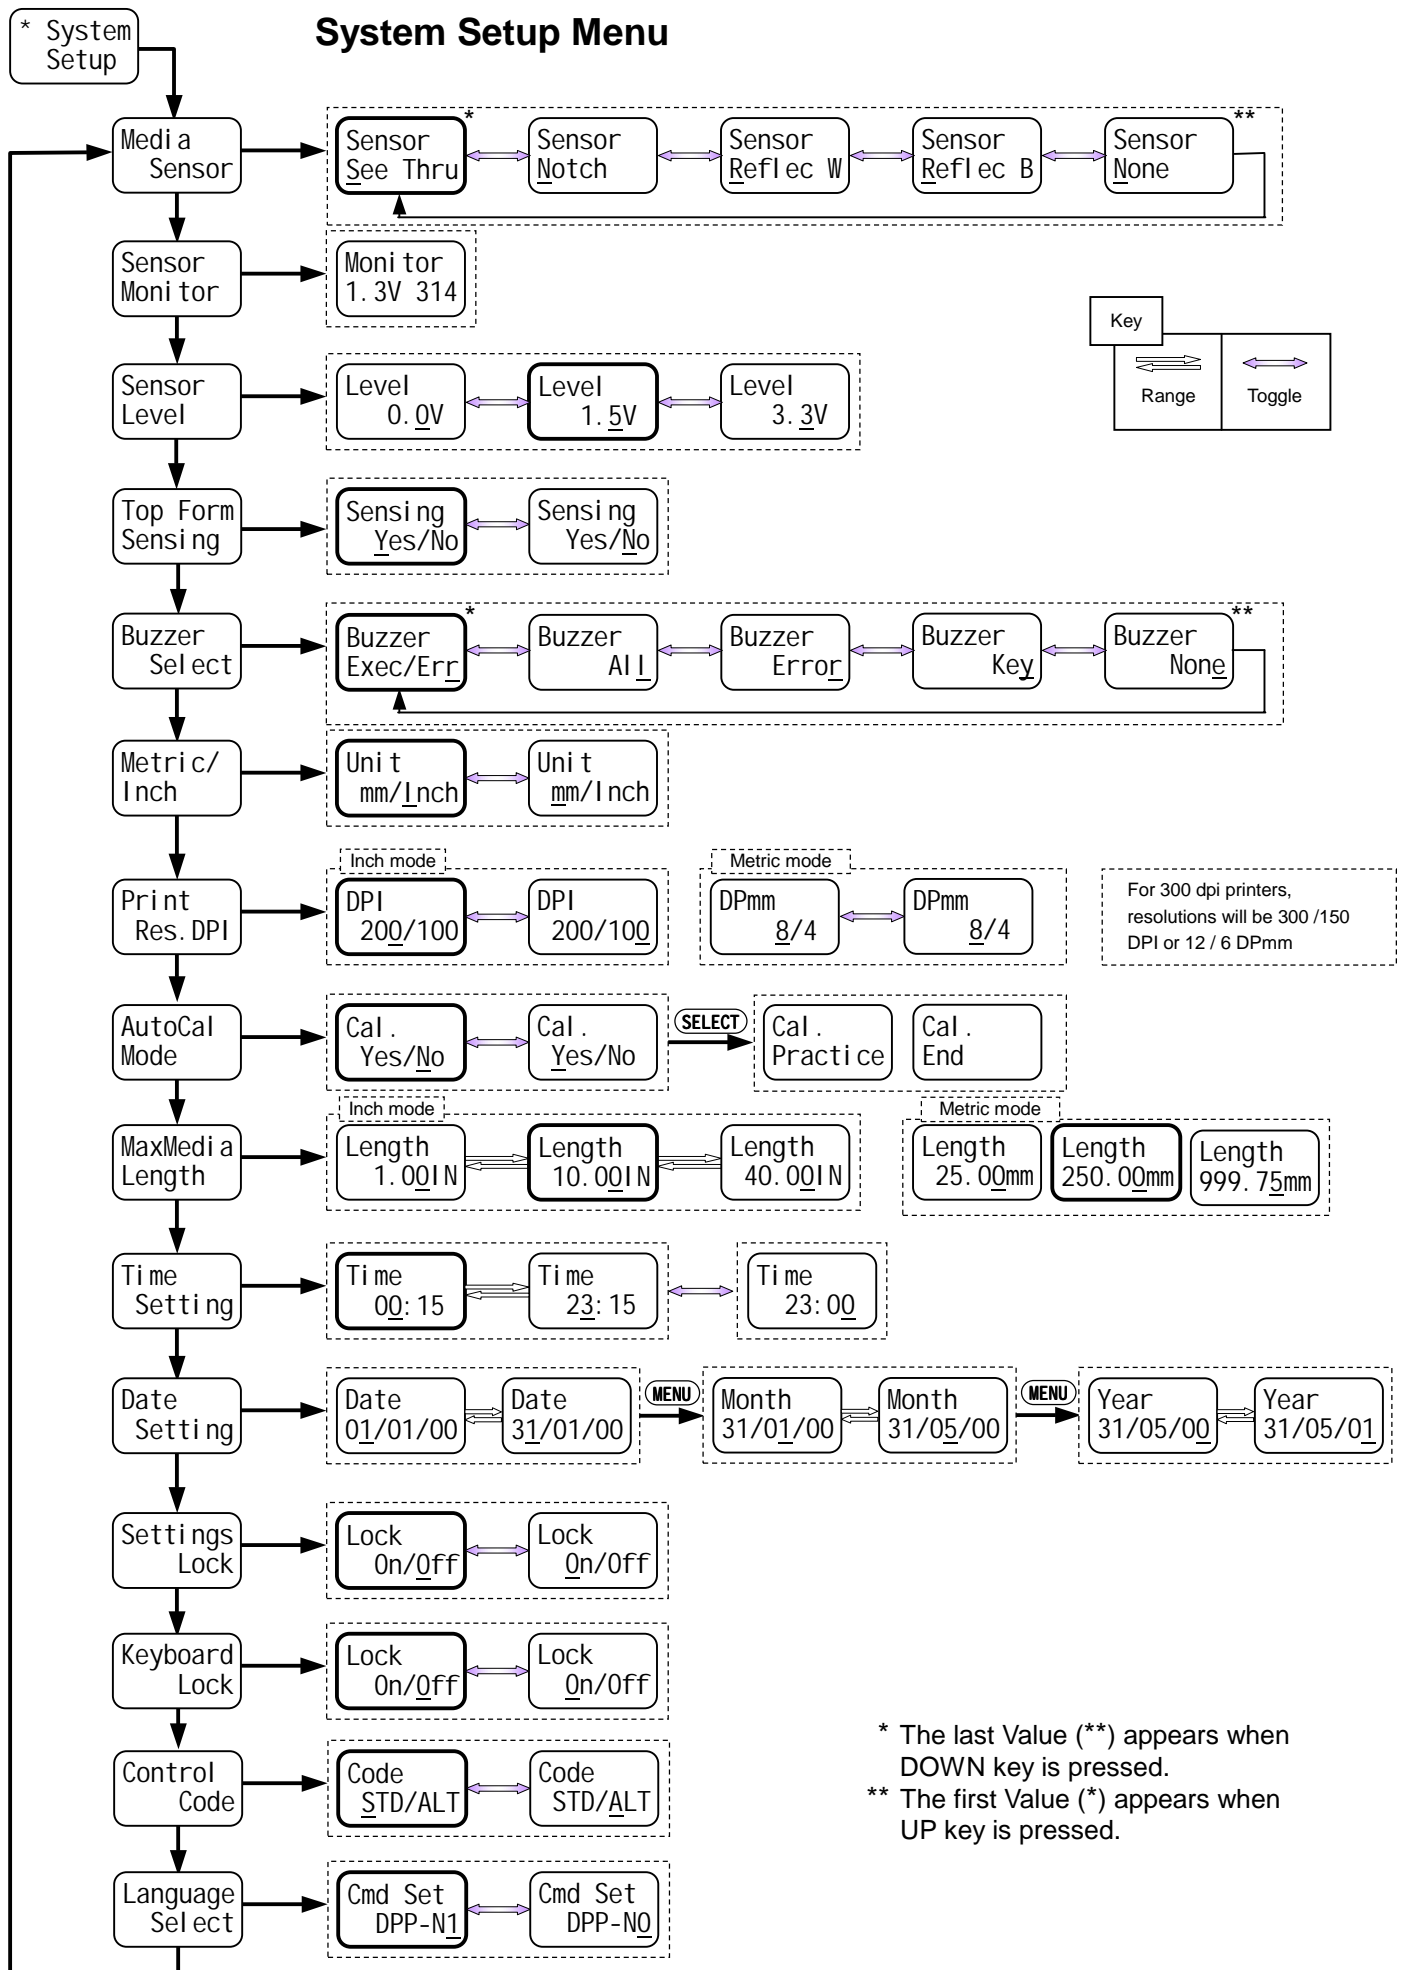 * System
Setup
System Setup Menu
Media
Sensor
Sensor
See Thru
*
Sensor
Notch
Sensor
Reflec W
Sensor
Reflec B
Sensor
None
**
Sensor
Monitor
Monitor
1.3V 314
Key
Range
Toggle
Sensor
Level
Level
0.0V
Level
1.5V
Level
3.3V
Top Form
Sensing
Sensing
Yes/No
Sensing
Yes/No
Buzzer
Select
Buzzer
Exec/Err
*
Buzzer
All
Buzzer
Error
Buzzer
Key
Buzzer
None
**
Metric/
Inch
Unit
mm/Inch
Unit
mm/Inch
Print
Res.DPI
Inch mode
DPI
200/100
DPI
200/100
Metric mode
DPmm
8/4
DPmm
8/4
For 300 dpi printers,
resolutions will be 300 /150
DPI or 12 / 6 DPmm
AutoCal
Mode
Cal.
Yes/No
Cal.
Yes/No
SELECT
Cal.
Practice
Cal.
End
MaxMedia
Length
Inch mode
Length
1.00IN
Length
10.00IN
Length
40.00IN
Metric mode
Length
25.00mm
Length
250.00mm
Length
999.75mm
Time
Setting
Time
00:15
Time
23:15
Time
23:00
Date
Setting
Date
01/01/00
Date
31/01/00
MENU
Month
31/01/00
Month
31/05/00
MENU
Year
31/05/00
Year
31/05/01
Settings
Lock
Lock
On/Off
Lock
On/Off
Keyboard
Lock
Lock
On/Off
Lock
On/Off
Control
Code
Code
STD/ALT
Code
STD/ALT
* The last Value (**) appears when
DOWN key is pressed.
** The first Value (*) appears when
UP key is pressed.
Language
Select
Cmd Set
DPP-N1
Cmd Set
DPP-N0